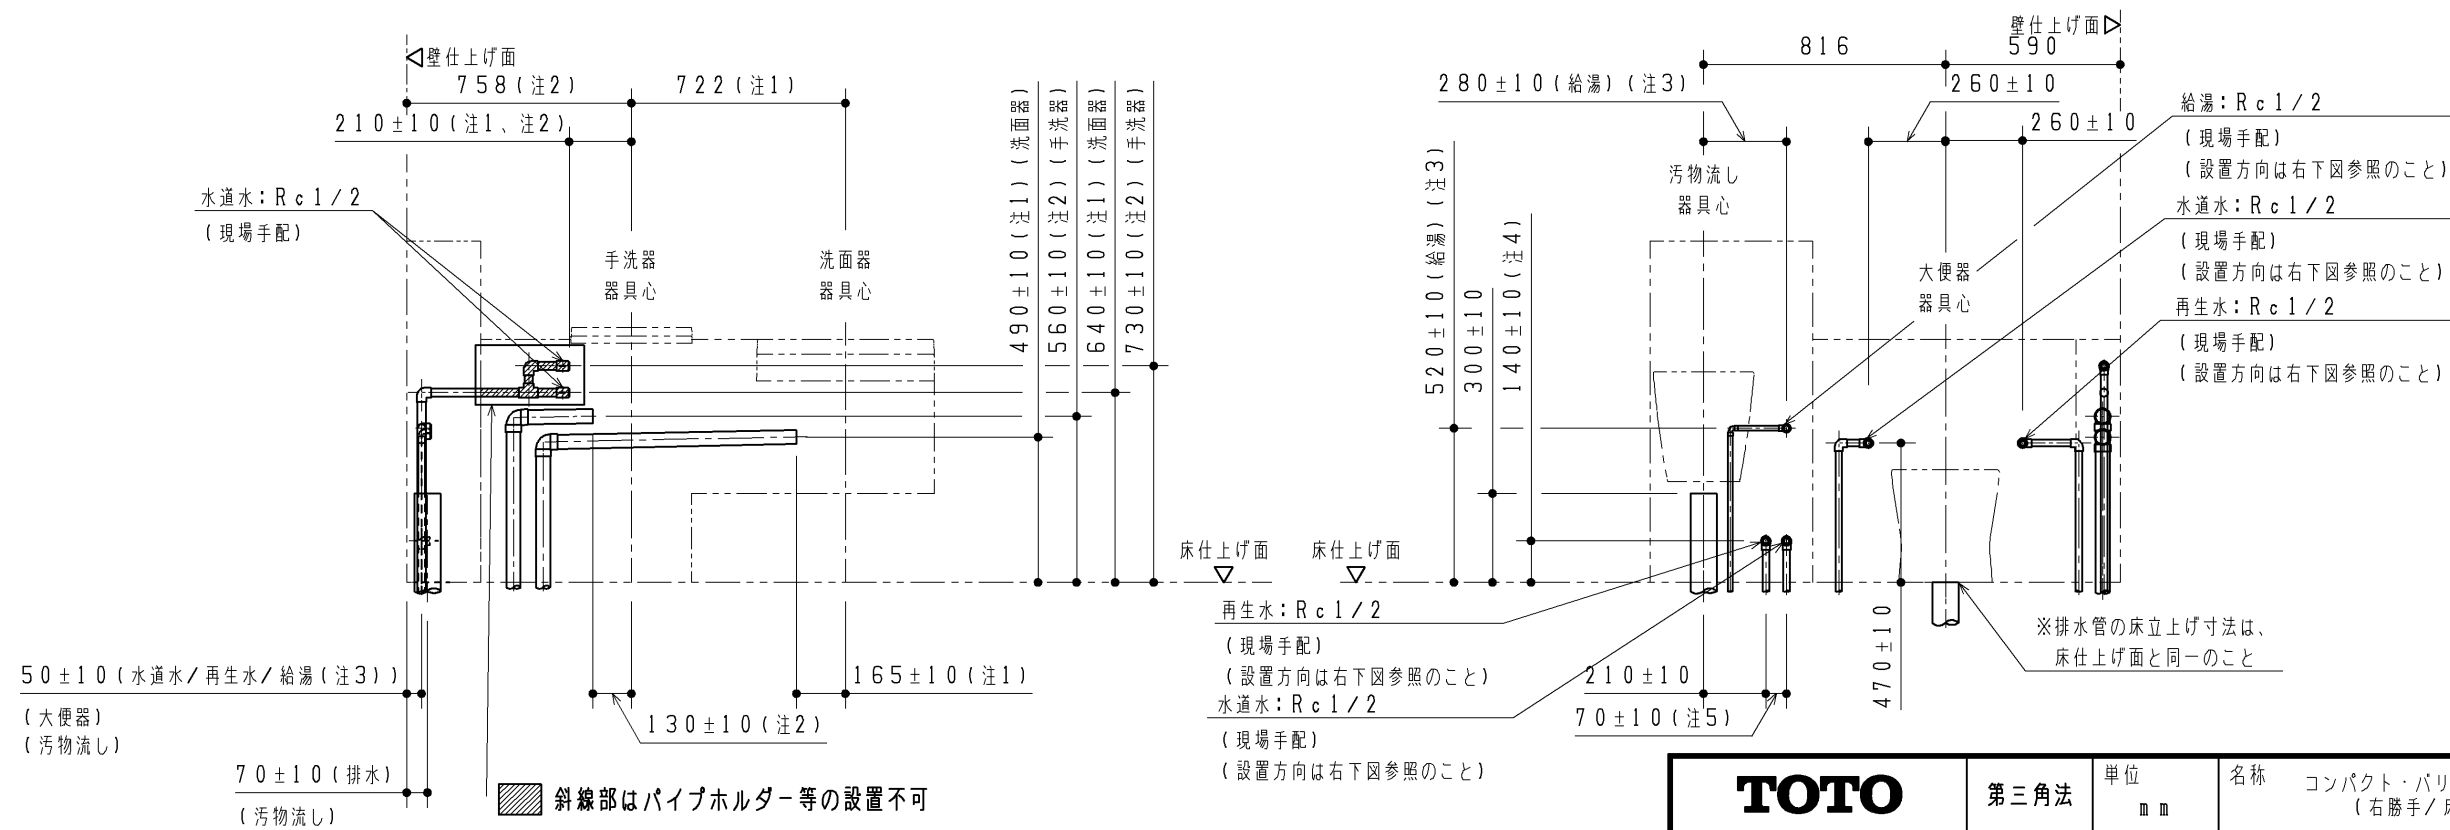 壁仕上げ面
758(注2)
722(注1)
210±10(注1、注2)
水道水:Rc1/2
(現場手配)
手洗器
器具心
洗面器
器具心
490±10(注1)(洗面器)
560±10(注2)(手洗器)
640±10(注1)(洗面器)
730±10(注2)(手洗器)
床仕上げ面
50±10(水道水/再生水/給湯(注3))
(大便器)
(汚物流し)
70±10(排水)
(汚物流し)
130±10(注2)
165±10(注1)
斜線部はパイプホルダー等の設置不可
壁仕上げ面
816
590
280±10(給湯)(注3)
260±10
260±10
汚物流し
器具心
大便器
器具心
520±10(給湯)(注3)
300±10
140±10(注4)
給湯:Rc1/2
(現場手配)
(設置方向は右下図参照のこと)
水道水:Rc1/2
(現場手配)
(設置方向は右下図参照のこと)
再生水:Rc1/2
(現場手配)
(設置方向は右下図参照のこと)
床仕上げ面
再生水:Rc1/2
(現場手配)
(設置方向は右下図参照のこと)
水道水:Rc1/2
(現場手配)
(設置方向は右下図参照のこと)
210±10
70±10(注5)
470±10
※排水管の床立上げ寸法は、
床仕上げ面と同一のこと
TOTO
第三角法
単位
mm
名称
コンパクト・バリ
(右勝手/床